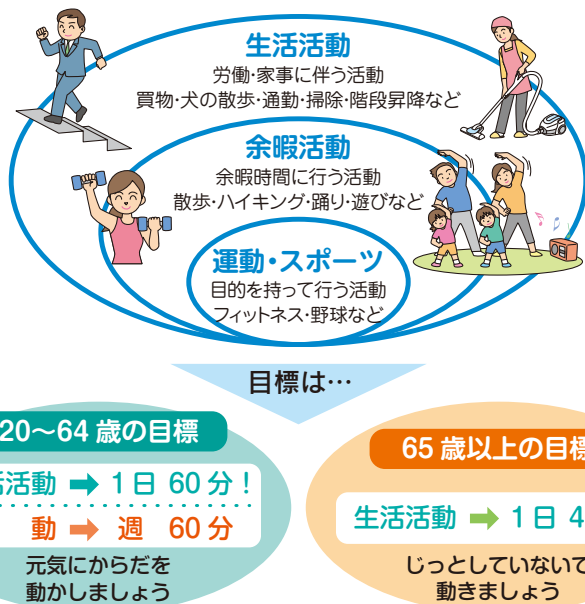 生活活動
労働・家事に伴う活動
買物・犬の散歩・通勤・掃除・階段昇降など
余暇活動
余暇時間に行う活動
散歩・ハイキング・踊り・遊びなど
運動・スポーツ
目的を持って行う活動
フィットネス・野球など
目標は…
20～64歳の目標
活活動 ➡ 1日 60分！
動 ➡ 週 60分
元気にからだを
動かしましょう
65歳以上の目標
生活活動 ➡ 1日 4
じっとしていないで
動きましょう